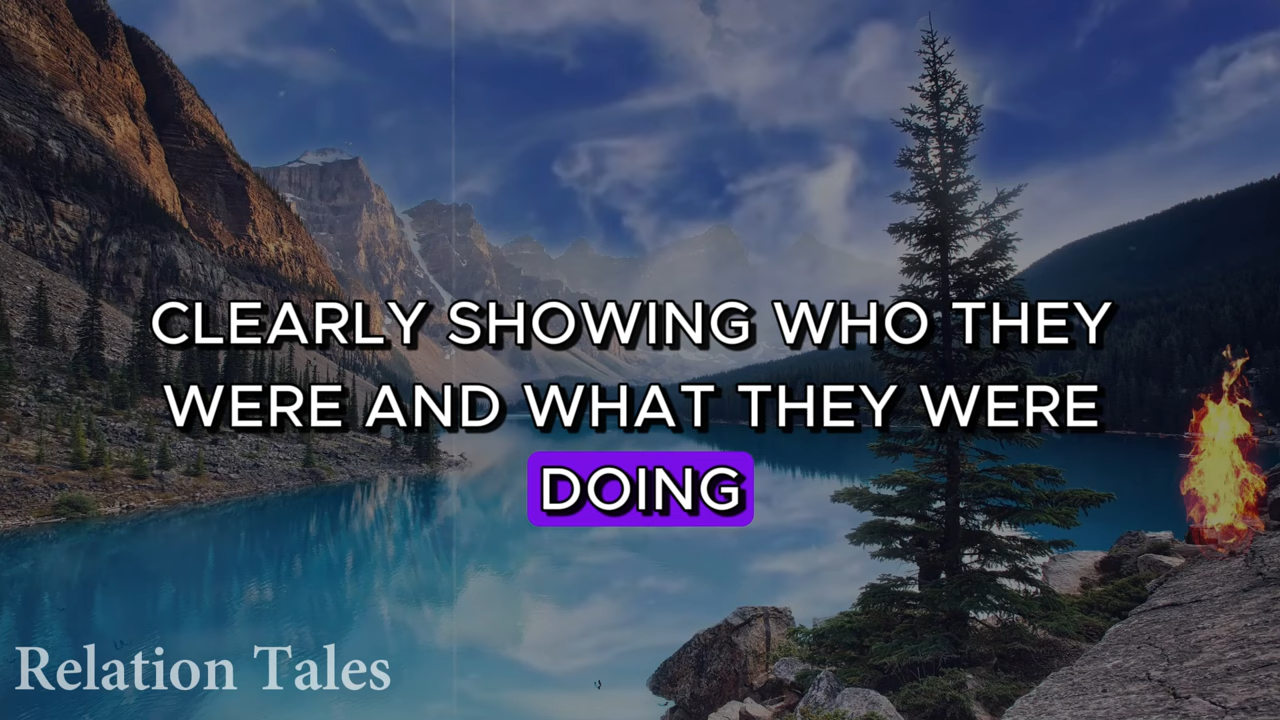 CLEARLY SHOWING WHO THEY
WERE AND WHAT THEY WERE
DOING
Relation Tales